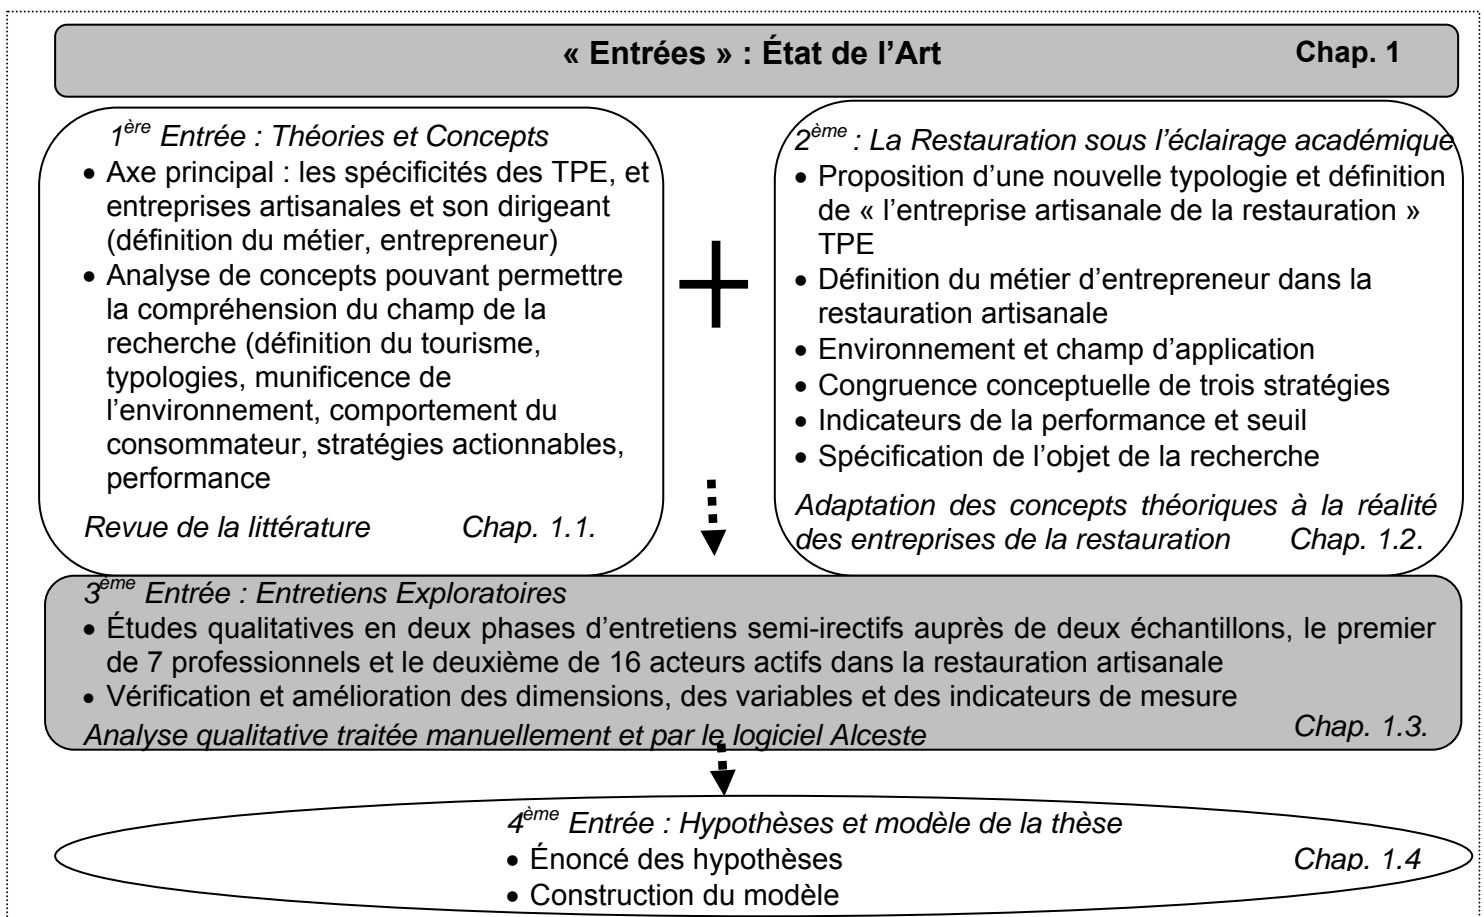 « Entrées » : État de l’Art Chap. 1
1ère Entrée : Théories et Concepts
• Axe principal : les spécificités des TPE, et
entreprises artisanales et son dirigeant
(définition du métier, entrepreneur)
• Analyse de concepts pouvant permettre
la compréhension du champ de la
recherche (définition du tourisme,
typologies, munificence de
l’environnement, comportement du
consommateur, stratégies actionnables,
performance
Revue de la littérature Chap. 1.1.
+
2ème : La Restauration sous l’éclairage académique
• Proposition d’une nouvelle typologie et définition
de « l’entreprise artisanale de la restauration »
TPE
• Définition du métier d’entrepreneur dans la
restauration artisanale
• Environnement et champ d’application
• Congruence conceptuelle de trois stratégies
• Indicateurs de la performance et seuil
• Spécification de l’objet de la recherche
Adaptation des concepts théoriques à la réalité
des entreprises de la restauration Chap. 1.2.
3ème Entrée : Entretiens Exploratoires
• Études qualitatives en deux phases d’entretiens semi-irectifs auprès de deux échantillons, le premier
de 7 professionnels et le deuxième de 16 acteurs actifs dans la restauration artisanale
• Vérification et amélioration des dimensions, des variables et des indicateurs de mesure
Analyse qualitative traitée manuellement et par le logiciel Alceste Chap. 1.3.
4ème Entrée : Hypothèses et modèle de la thèse
• Énoncé des hypothèses Chap. 1.4
• Construction du modèle